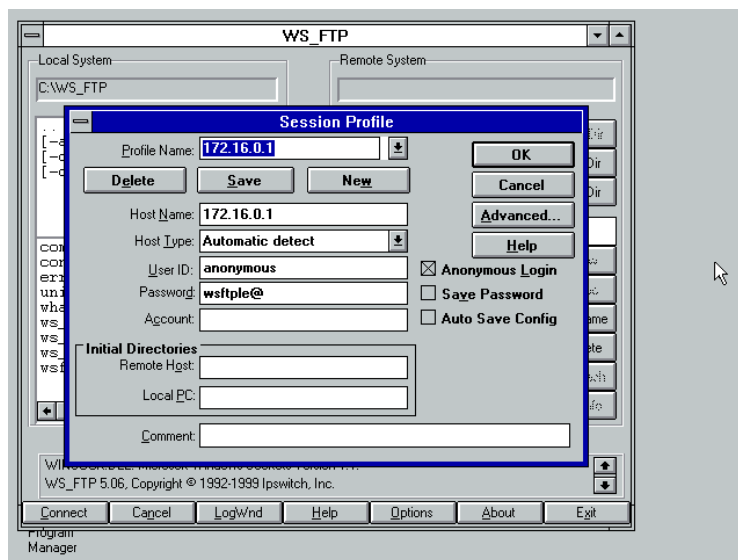 WS_FTP
Local System
Remote System
C:\WS_FTP
Session Profile
Profile Name: 172.16.0.1
OK
Delete Save New
Cancel
Host Name: 172.16.0.1
Advanced...
Host Type: Automatic detect
Help
User ID: anonymous
Anonymous Login
Password: wsftple@
Save Password
Account:
Auto Save Config
Initial Directories
Remote Host:
Local PC:
Comment:
WS_FTP 5.06, Copyright © 1992-1999 Ipswitch, Inc.
Connect Cancel LogWnd Help Options About Exit
Program
Manager